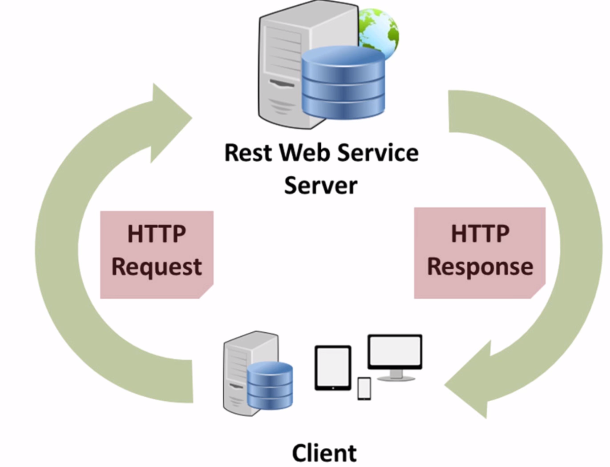 Rest Web Service
Server
HTTP
Request
HTTP
Response
Client